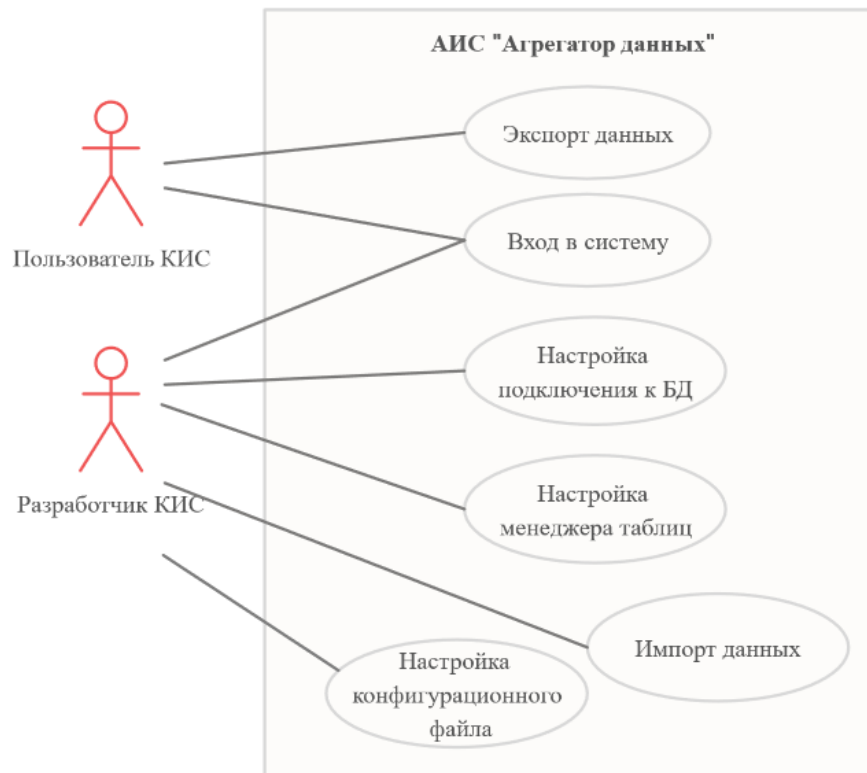 АИС "Агрегатор данных"
Экспорт данных
Вход в систему
Пользователь КИС
Настройка
подключения к БД
Настройка
менеджера таблиц
Разработчик КИС
Импорт данных
Настройка
конфигурационного
файла